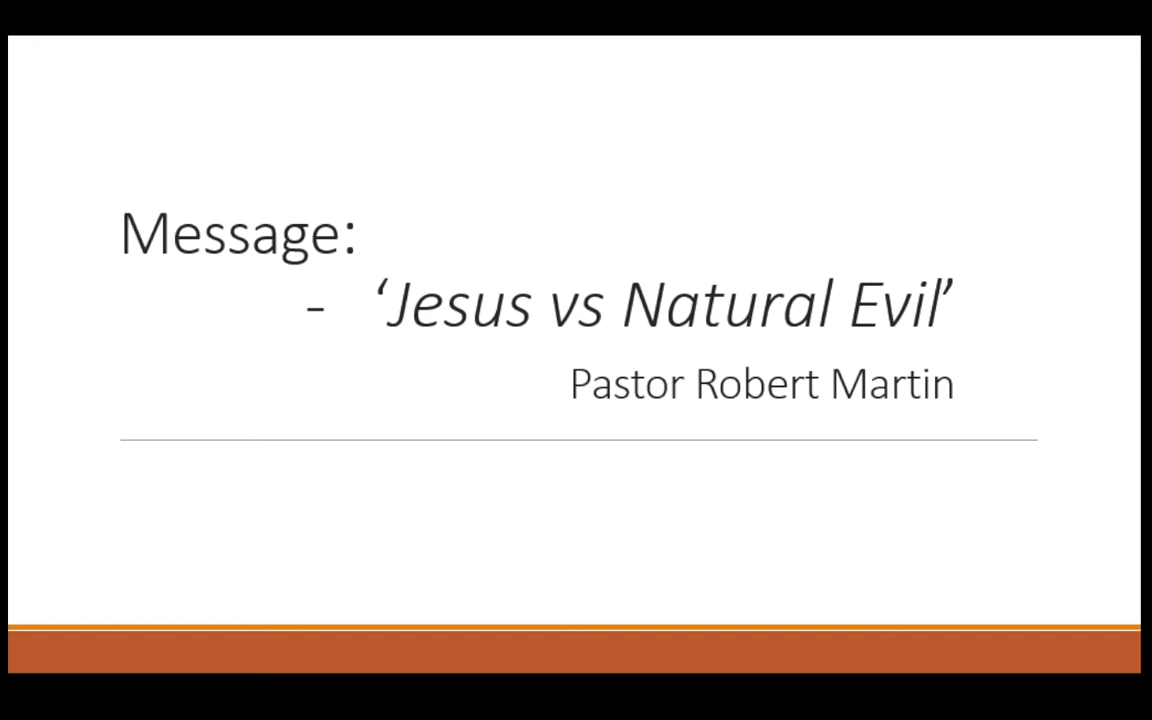 Message:
- ‘Jesus vs Natural Evil’
Pastor Robert Martin